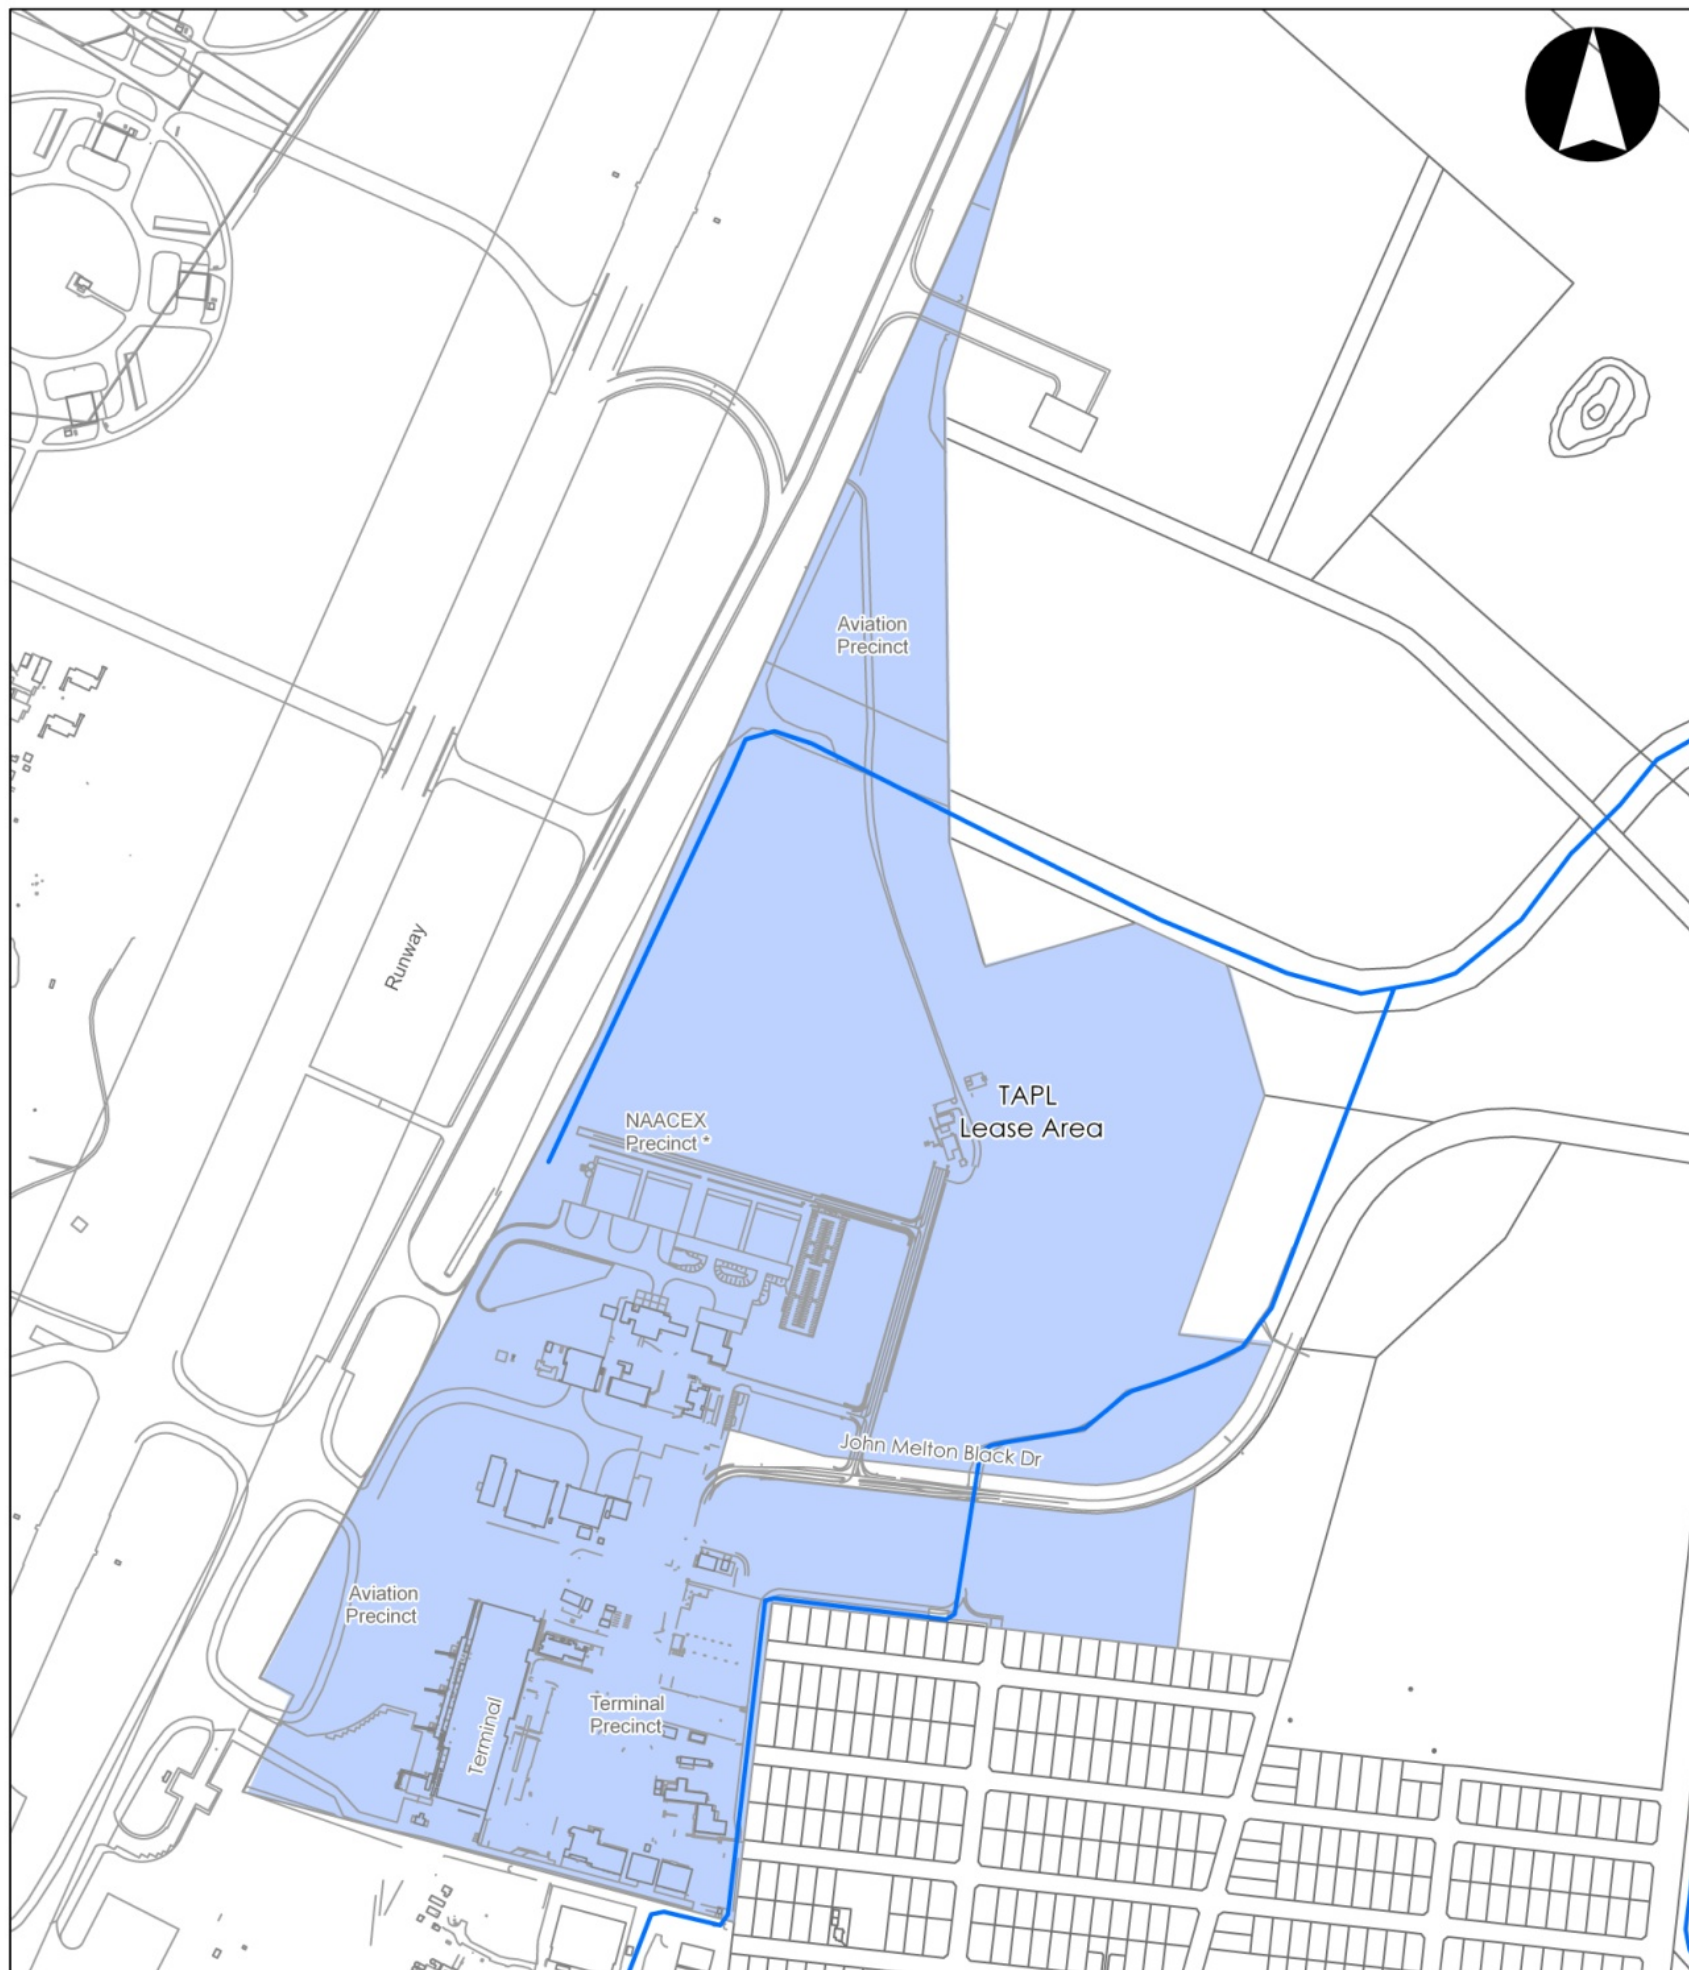 Aviation
Precinct
Runway
TAPL
Lease Area
NAACEX
Precinct *
John Melton Black Dr
Aviation
Precinct
Terminal
Terminal
Precinct